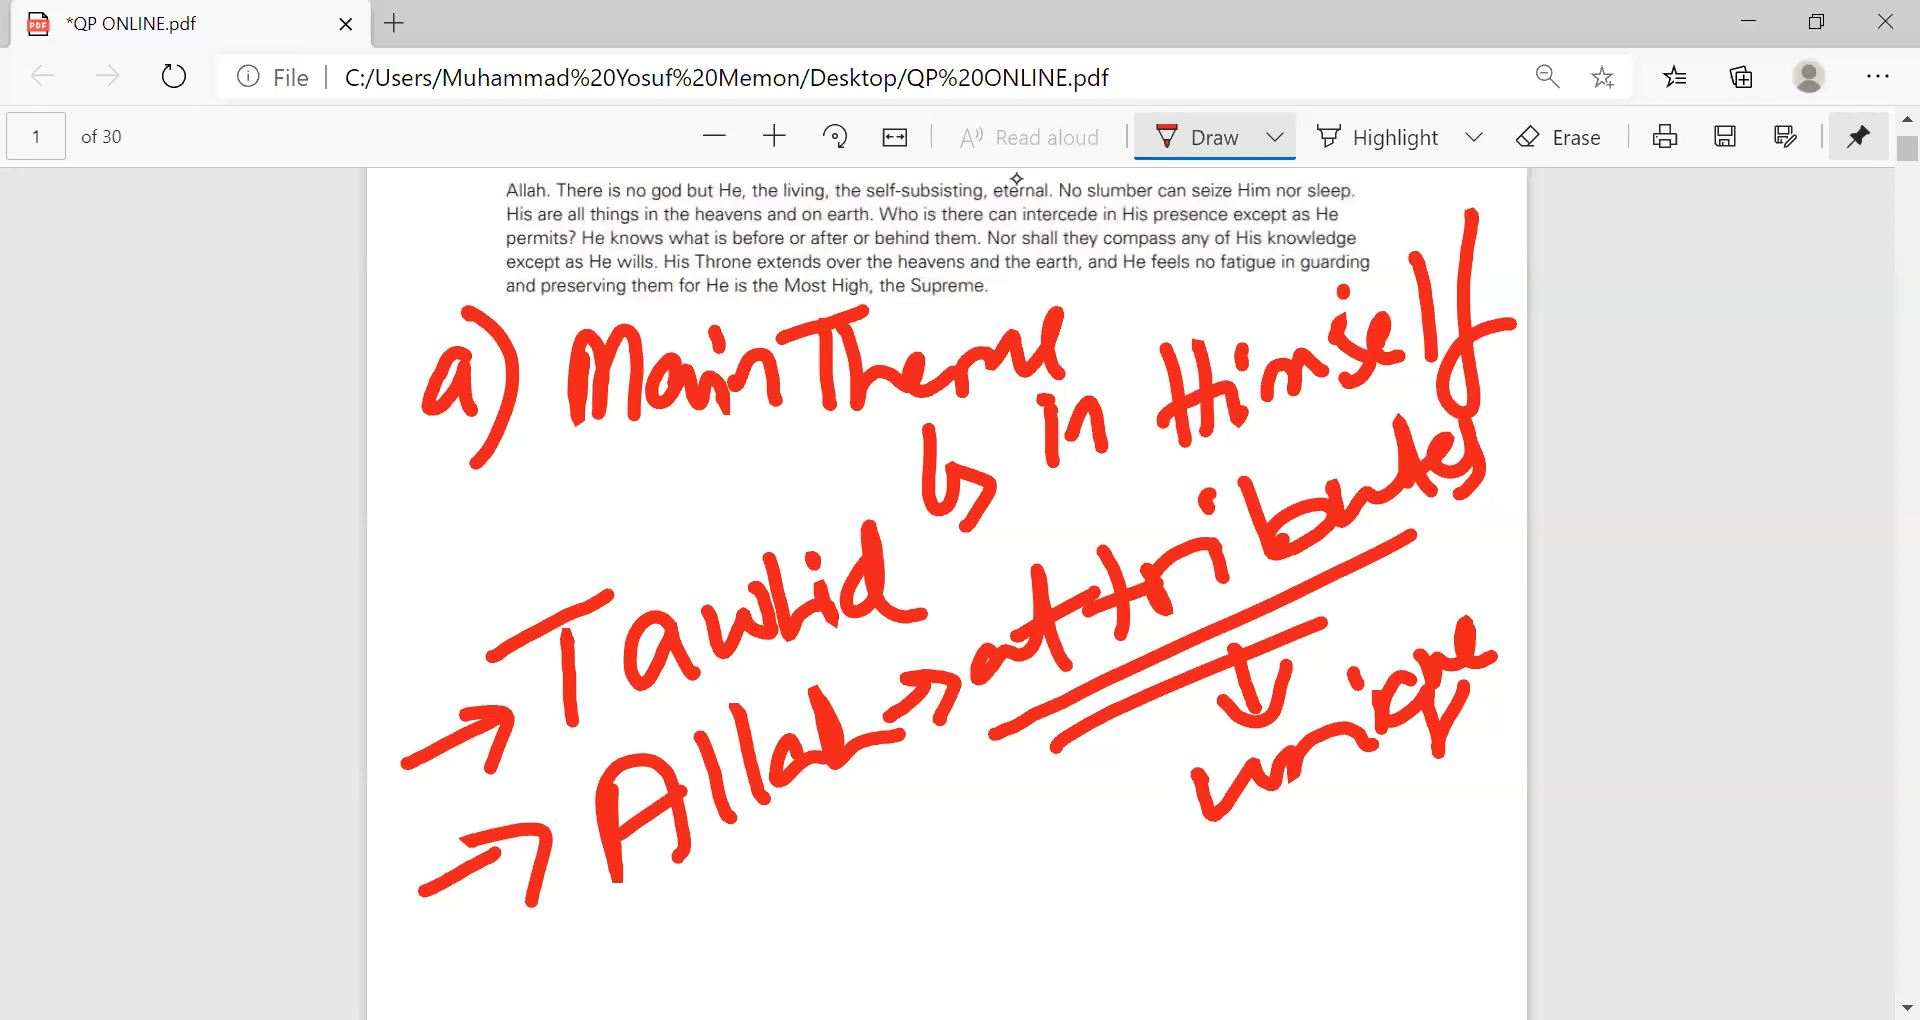 *QP ONLINE.pdf
File | C:/Users/Muhammad%20Yosuf%20Memon/Desktop/QP%20ONLINE.pdf
1 of 30 Read aloud Draw Highlight Erase
Allah. There is no god but He, the living, the self-subsisting, eternal. No slumber can seize Him nor sleep.
His are all things in the heavens and on earth. Who is there can intercede in His presence except as He
permits? He knows what is before or after or behind them. Nor shall they compass any of His knowledge
except as He wills. His Throne extends over the heavens and the earth, and He feels no fatigue in guarding
and preserving them for He is the Most High, the Supreme.
a) Main Theme
in Himself
→ Tawhid
→ Allah → attributes
unique